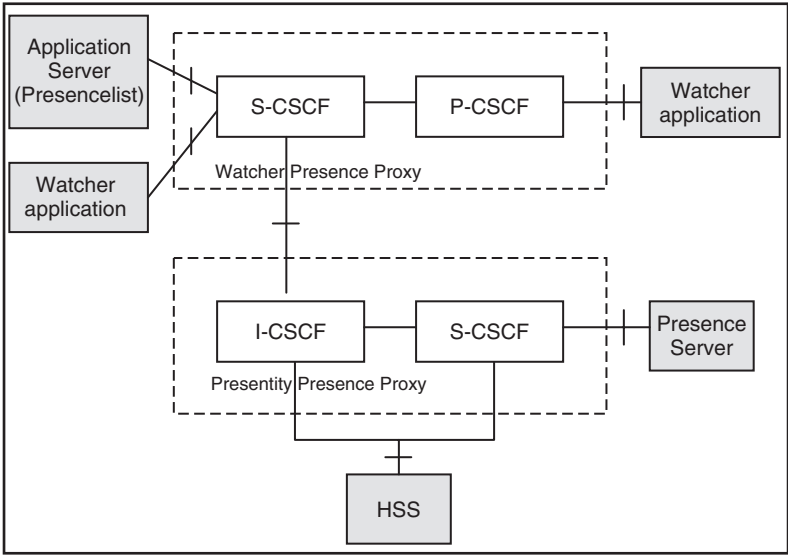 Application
Server
(Presencelist)
S-CSCF
P-CSCF
Watcher
application
Watcher Presence Proxy
Watcher
application
I-CSCF
S-CSCF
Presence
Server
Presentity Presence Proxy
HSS